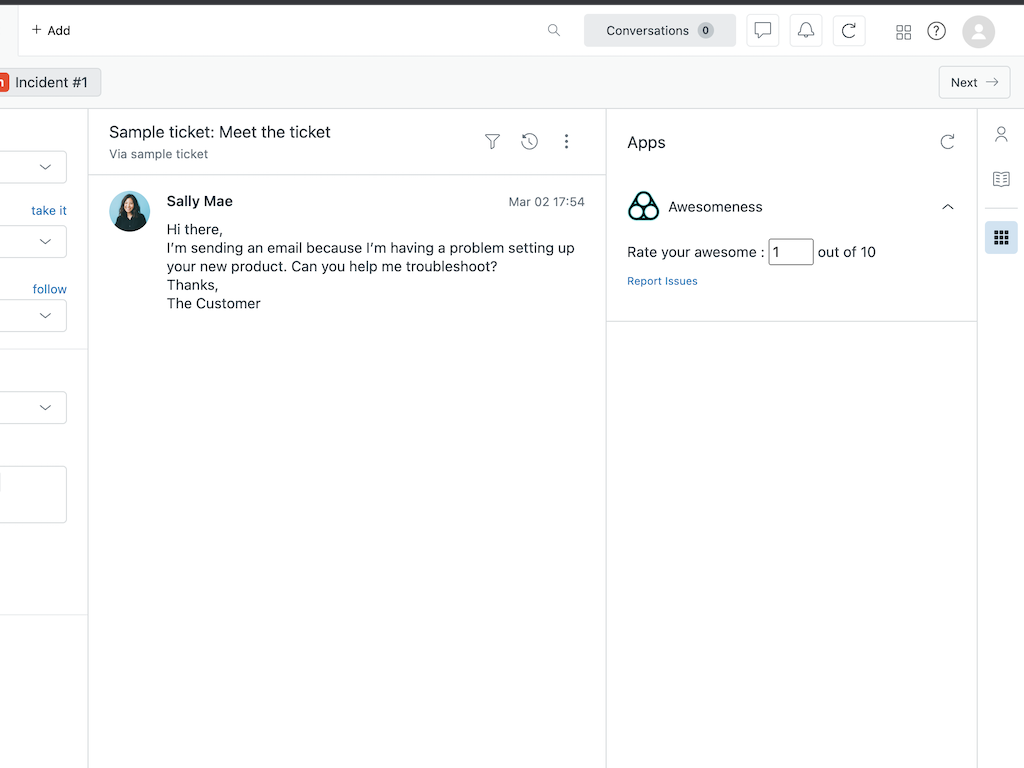 Add
Conversations 0
Incident #1
Next
take it
follow
Sample ticket: Meet the ticket
Via sample ticket
Sally Mae
Mar 02 17:54
Hi there,
I’m sending an email because I’m having a problem setting up
your new product. Can you help me troubleshoot?
Thanks,
The Customer
Apps
Awesomeness
Rate your awesome : 1 out of 10
Report Issues